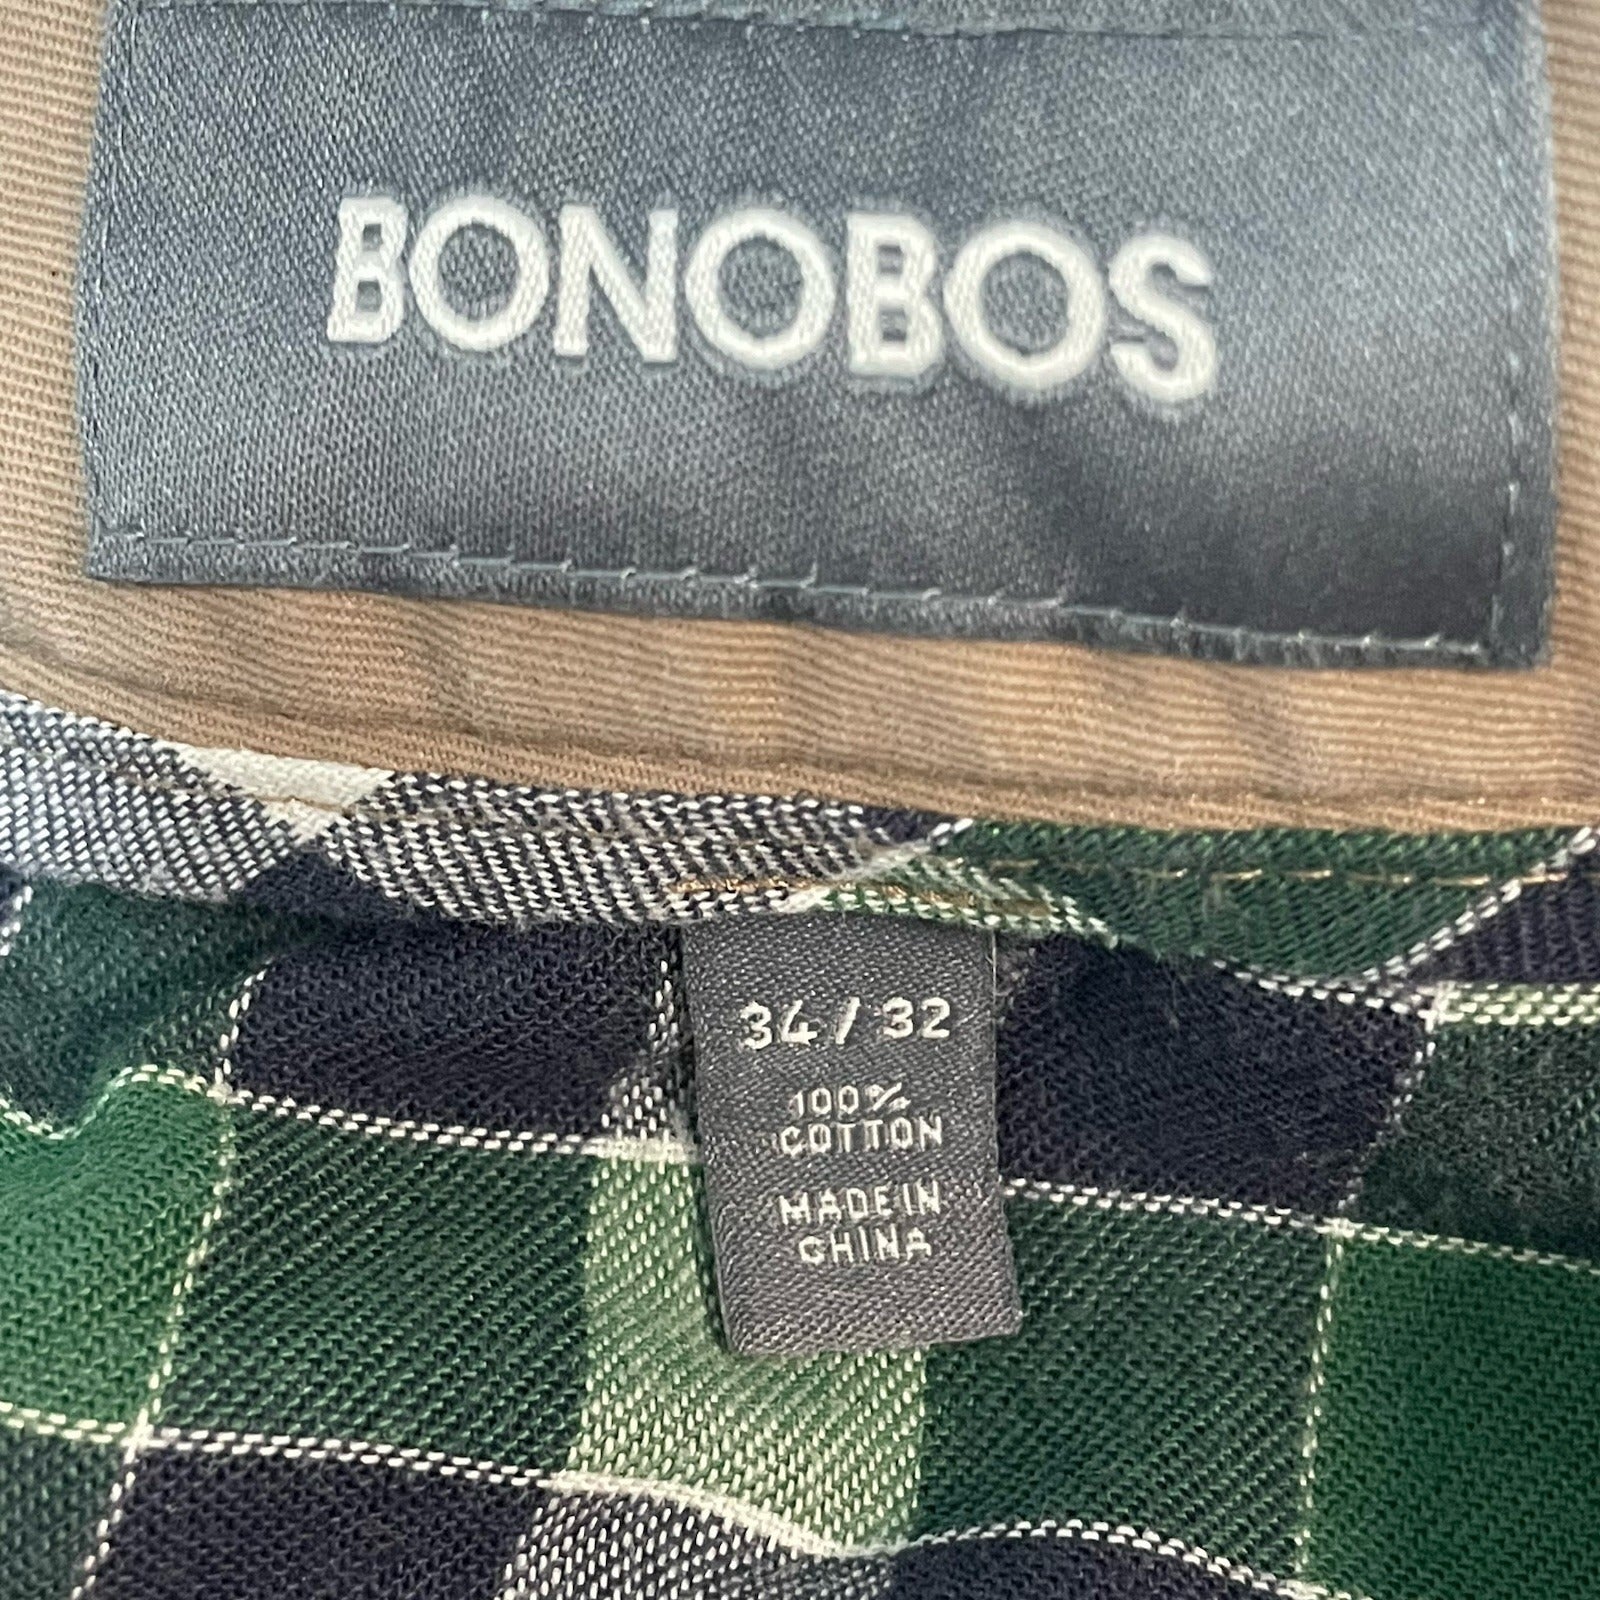 BONOBOS
34 / 32
100%
COTTON
MADE IN
CHINA